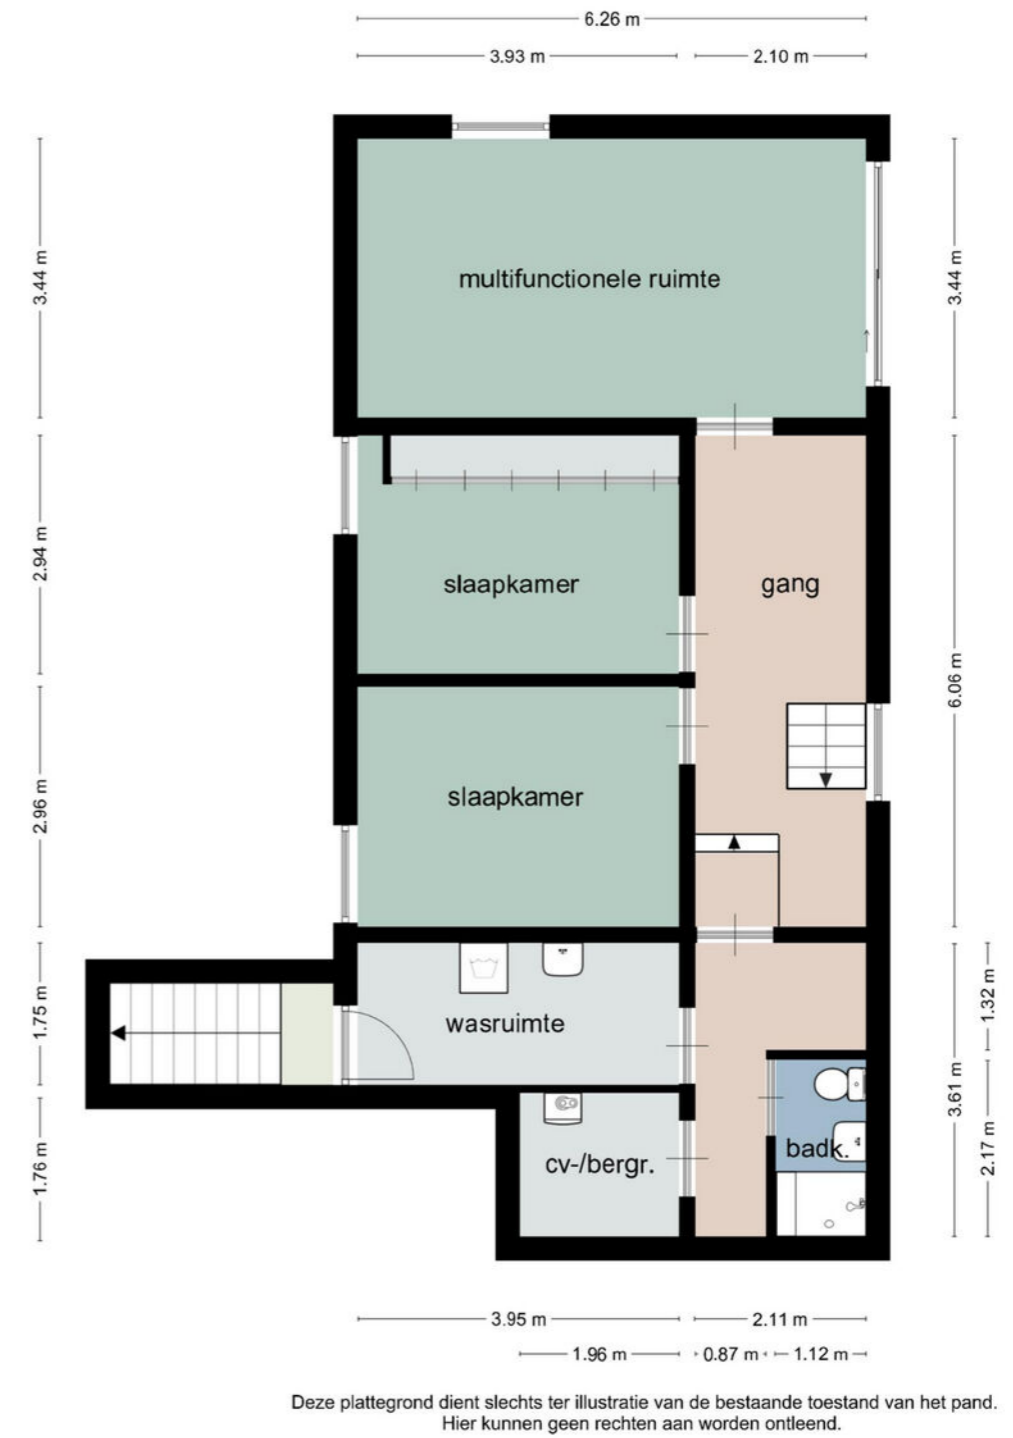 6.26 m
3.93 m
2.10 m
3.44 m
multifunctionele ruimte
3.44 m
2.94 m
slaapkamer
gang
6.06 m
2.96 m
slaapkamer
1.75 m
wasruimte
1.32 m
3.61 m
1.76 m
cv-/bergr.
badk.
2.17 m
3.95 m
2.11 m
1.96 m
0.87 m
1.12 m
Deze plattegrond dient slechts ter illustratie van de bestaande toestand van het pand.
Hier kunnen geen rechten aan worden ontleend.